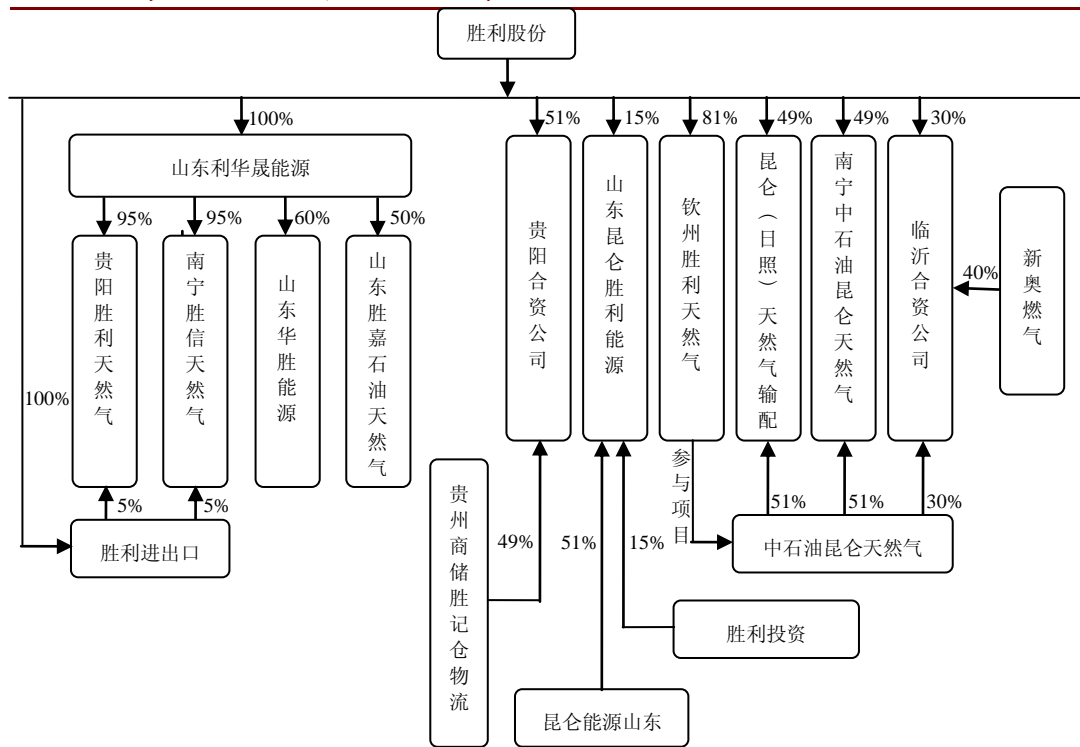 胜利股份
100%
51%
15%
81%
49%
49%
30%
山东利华晟能源
95%
95%
60%
50%
贵阳胜利天然气
南宁胜信天然气
山东华胜能源
山东胜嘉石油天然气
贵阳合资公司
山东昆仑胜利能源
钦州胜利天然气
昆仑（日照）天然气输配
南宁中石油昆仑天然气
临沂合资公司
40%
新奥燃气
100%
5%
5%
胜利进出口
贵州商储胜记仓物流
49%
51%
15%
参与项目
51%
51%
30%
中石油昆仑天然气
胜利投资
昆仑能源山东